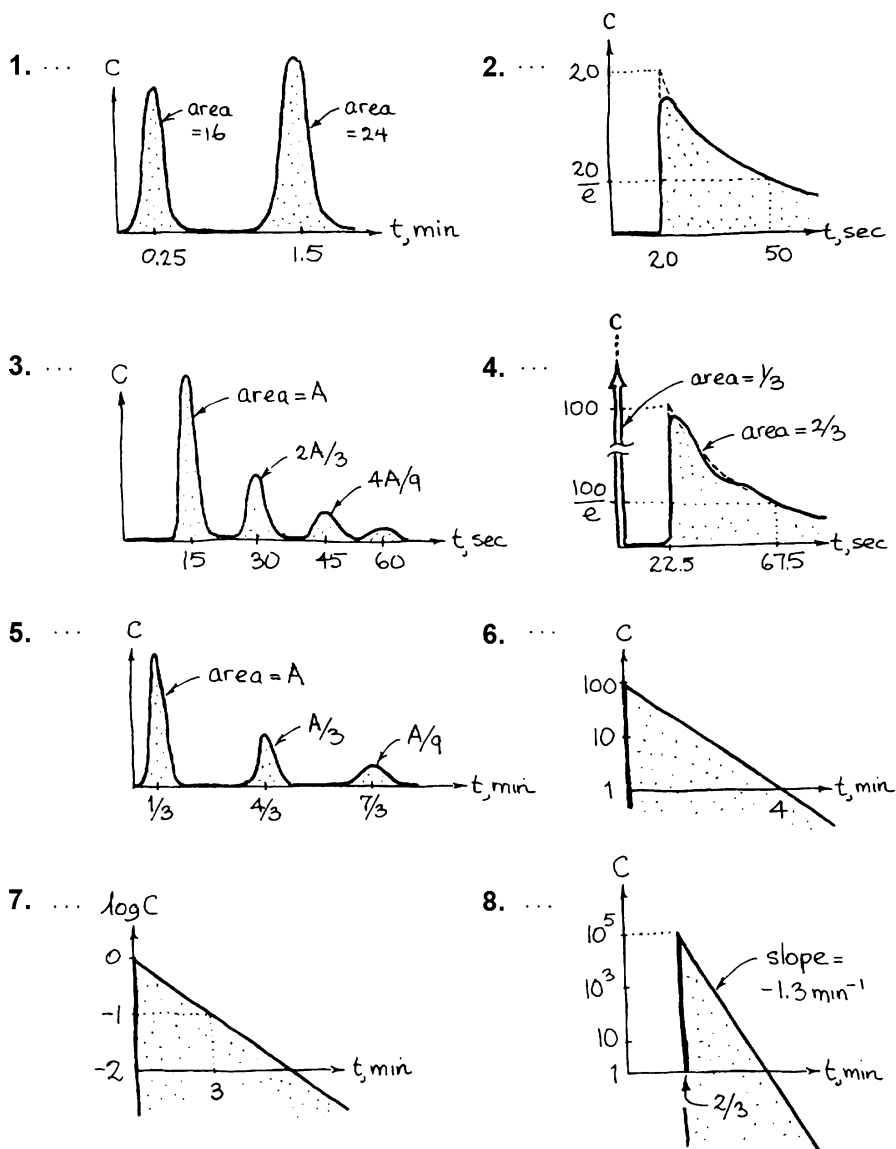 1. ···
C
area
=16
area
=24
t, min
0.25
1.5
2. ···
C
20
20
e
t, sec
20
50
3. ···
C
area = A
2A/3
4A/9
t, sec
15
30
45
60
4. ···
C
area = 1/3
100
area = 2/3
100
e
t, sec
22.5
67.5
5. ···
C
area = A
A/3
A/9
t, min
1/3
4/3
7/3
6. ···
C
100
10
1
t, min
4
7. ···
log C
0
-1
-2
t, min
3
8. ···
C
10⁵
10³
10
1
slope =
-1.3 min⁻¹
t, min
2/3